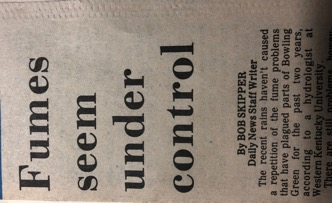 Fumes
seem
under
control
By BOB SKIPPER
Daily News Staff Writer
The recent rains haven't caused
a repetition of the fume problems
that have plagued parts of Bowling
Green for the past two years,
according to a hydrologist at
Western Kentucky University.